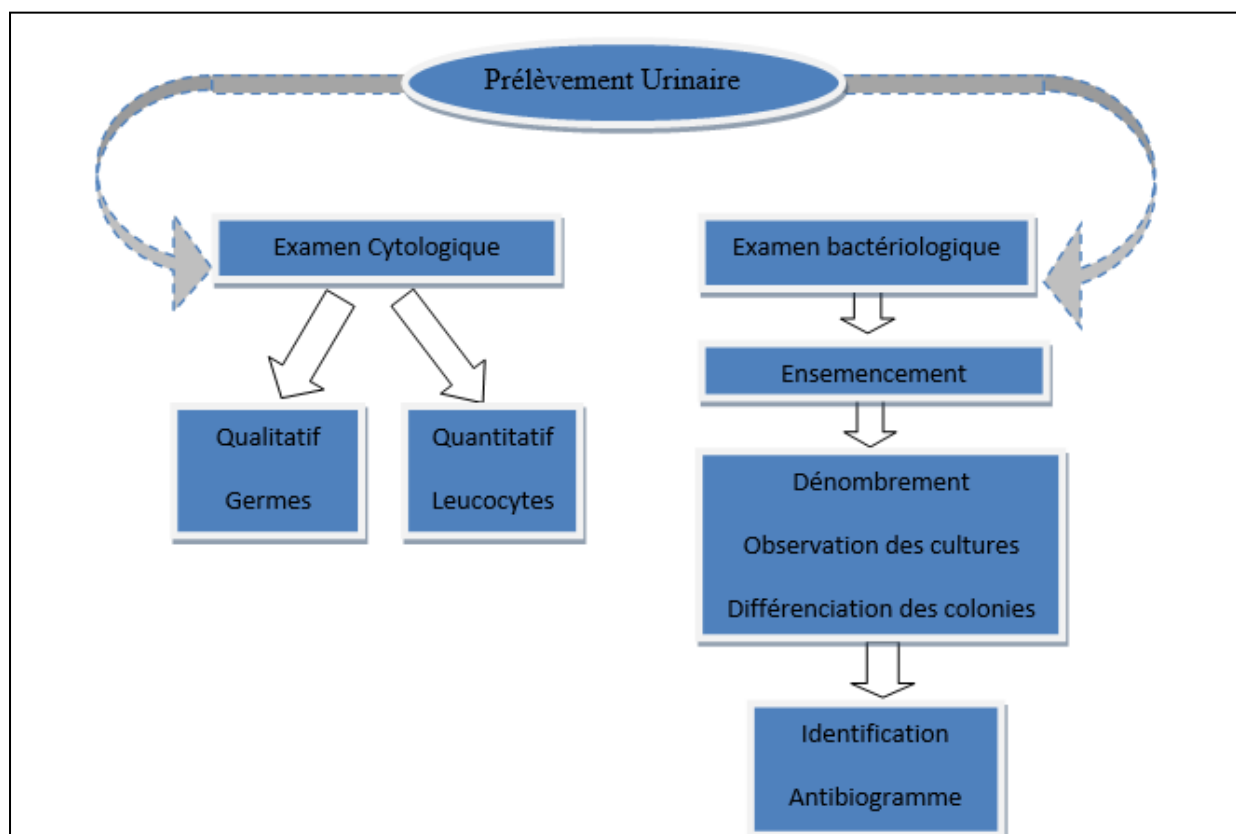 Prélèvement Urinaire
Examen Cytologique
Qualitatif
Germes
Quantitatif
Leucocytes
Examen bactériologique
Ensemencement
Dénombrement
Observation des cultures
Différenciation des colonies
Identification
Antibiogramme